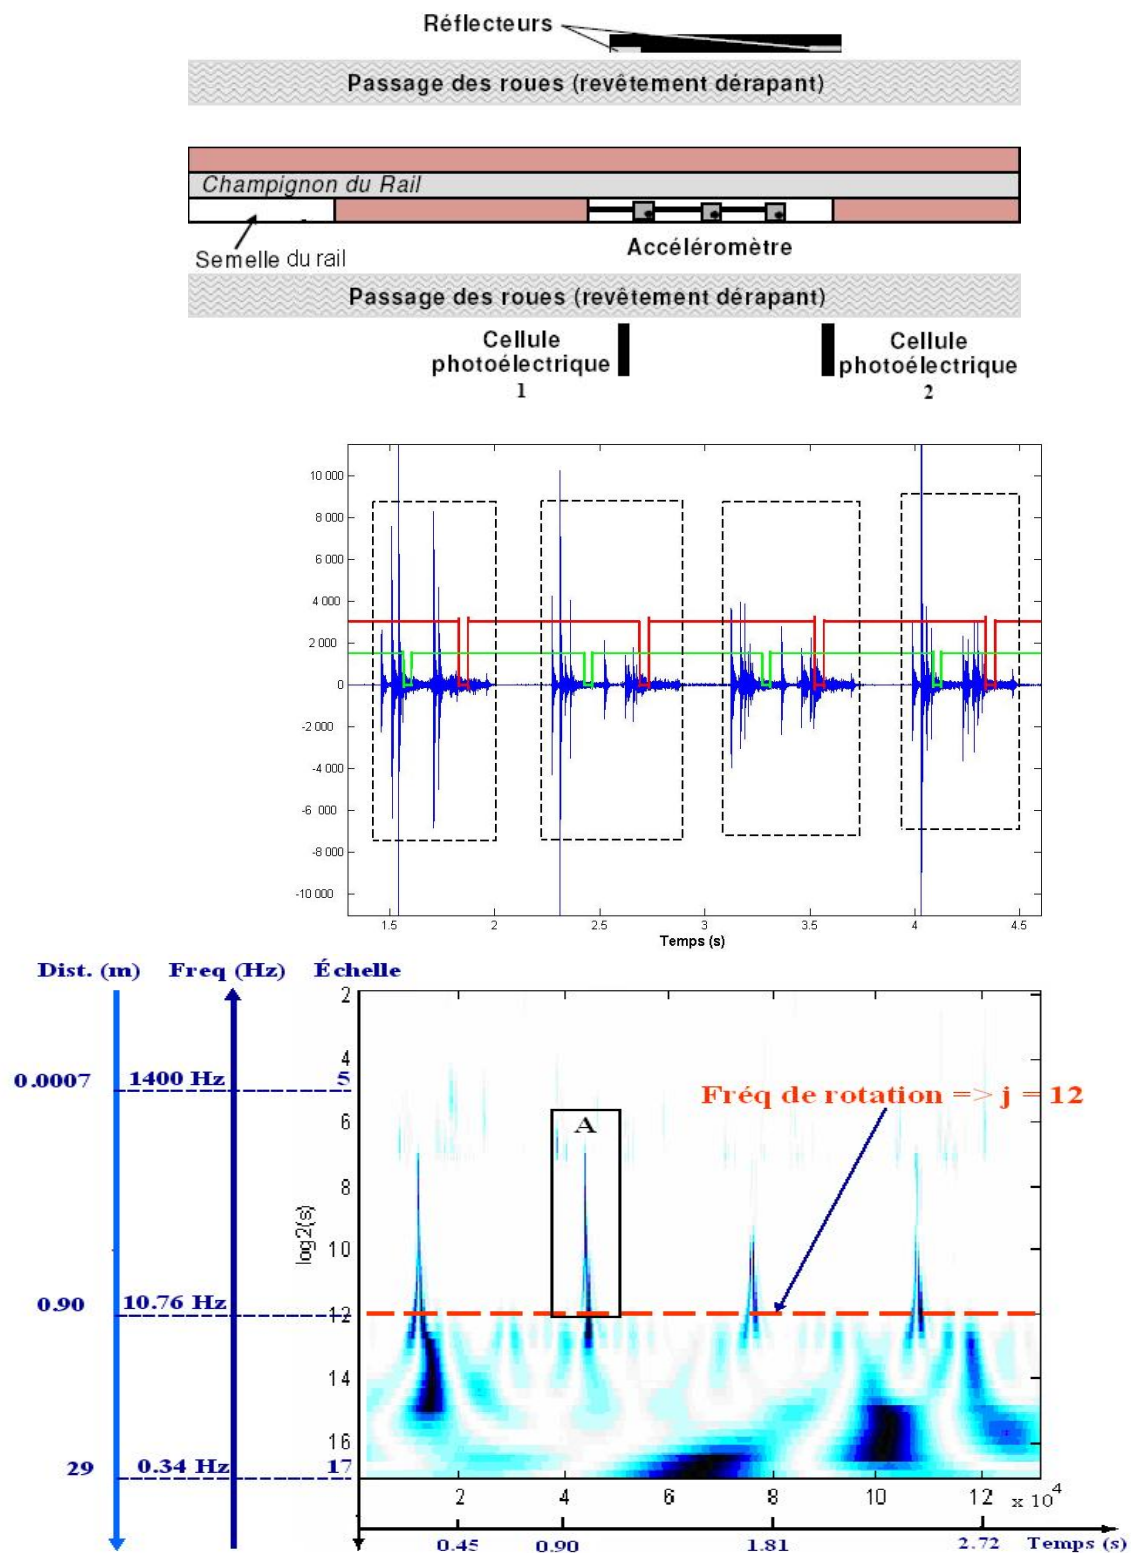 Réflecteurs
Passage des roues (revêtement dérapant)
Champignon du Rail
Accéléromètre
Semelle du rail
Passage des roues (revêtement dérapant)
Cellule photoélectrique 1
Cellule photoélectrique 2
10 000
8 000
6 000
4 000
2 000
0
-2 000
-4 000
-6 000
-8 000
-10 000
1.5 2 2.5 3 3.5 4 4.5
Temps (s)
Dist. (m) Freq (Hz) Échelle
2
4
0.0007 1400 Hz 5
Fréq de rotation => j = 12
6
A
8
log2(s)
10
0.90 10.76 Hz 12
14
16
29 0.34 Hz 17
2 4 6 8 10 12 x 10^4
0.45 0.90 1.81 2.72 Temps (s)